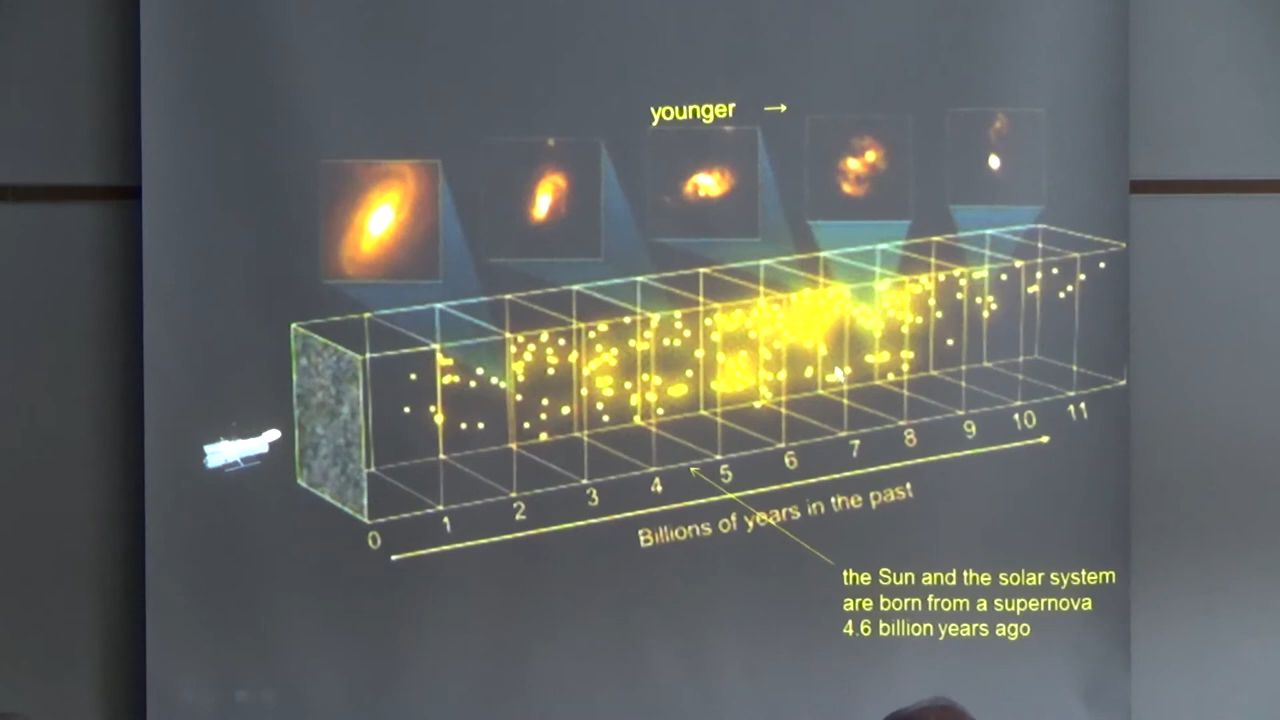 younger →
0 1 2 3 4 5 6 7 8 9 10 11
Billions of years in the past
the Sun and the solar system
are born from a supernova
4.6 billion years ago